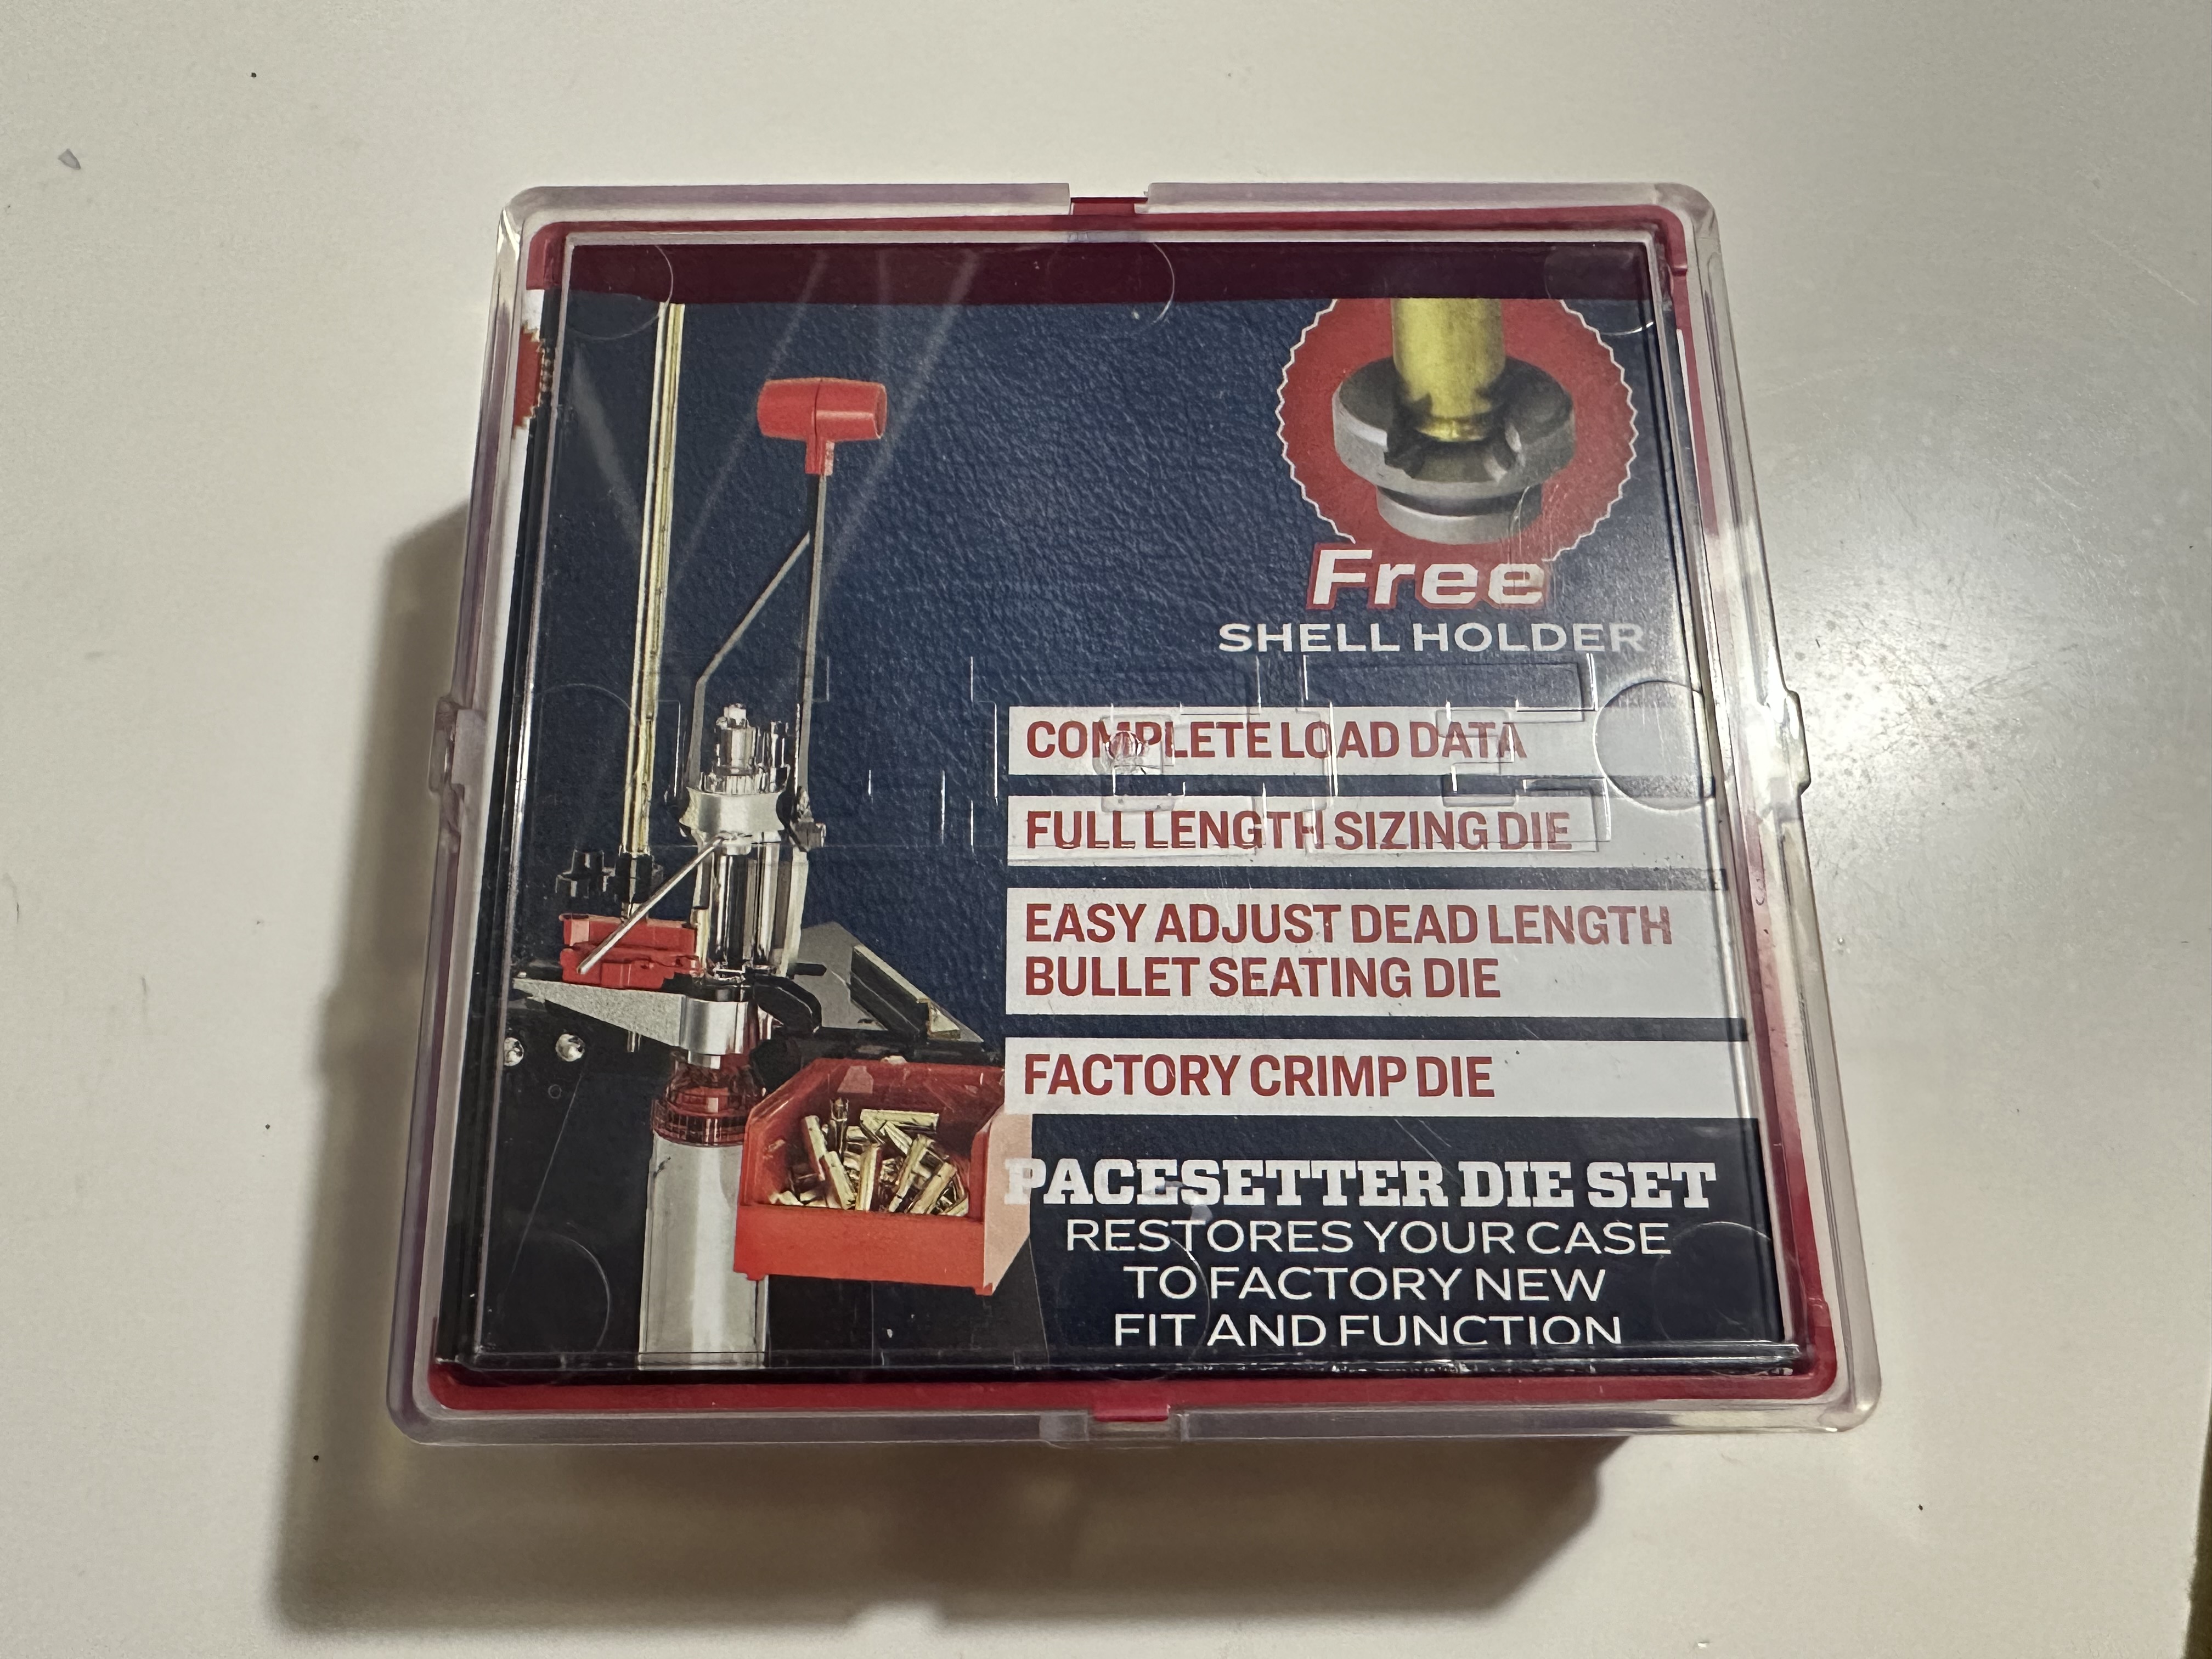 Free
SHELL HOLDER
COMPLETE LOAD DATA
FULL LENGTH SIZING DIE
EASY ADJUST DEAD LENGTH
BULLET SEATING DIE
FACTORY CRIMP DIE
PACESETTER DIE SET
RESTORES YOUR CASE
TO FACTORY NEW
FIT AND FUNCTION